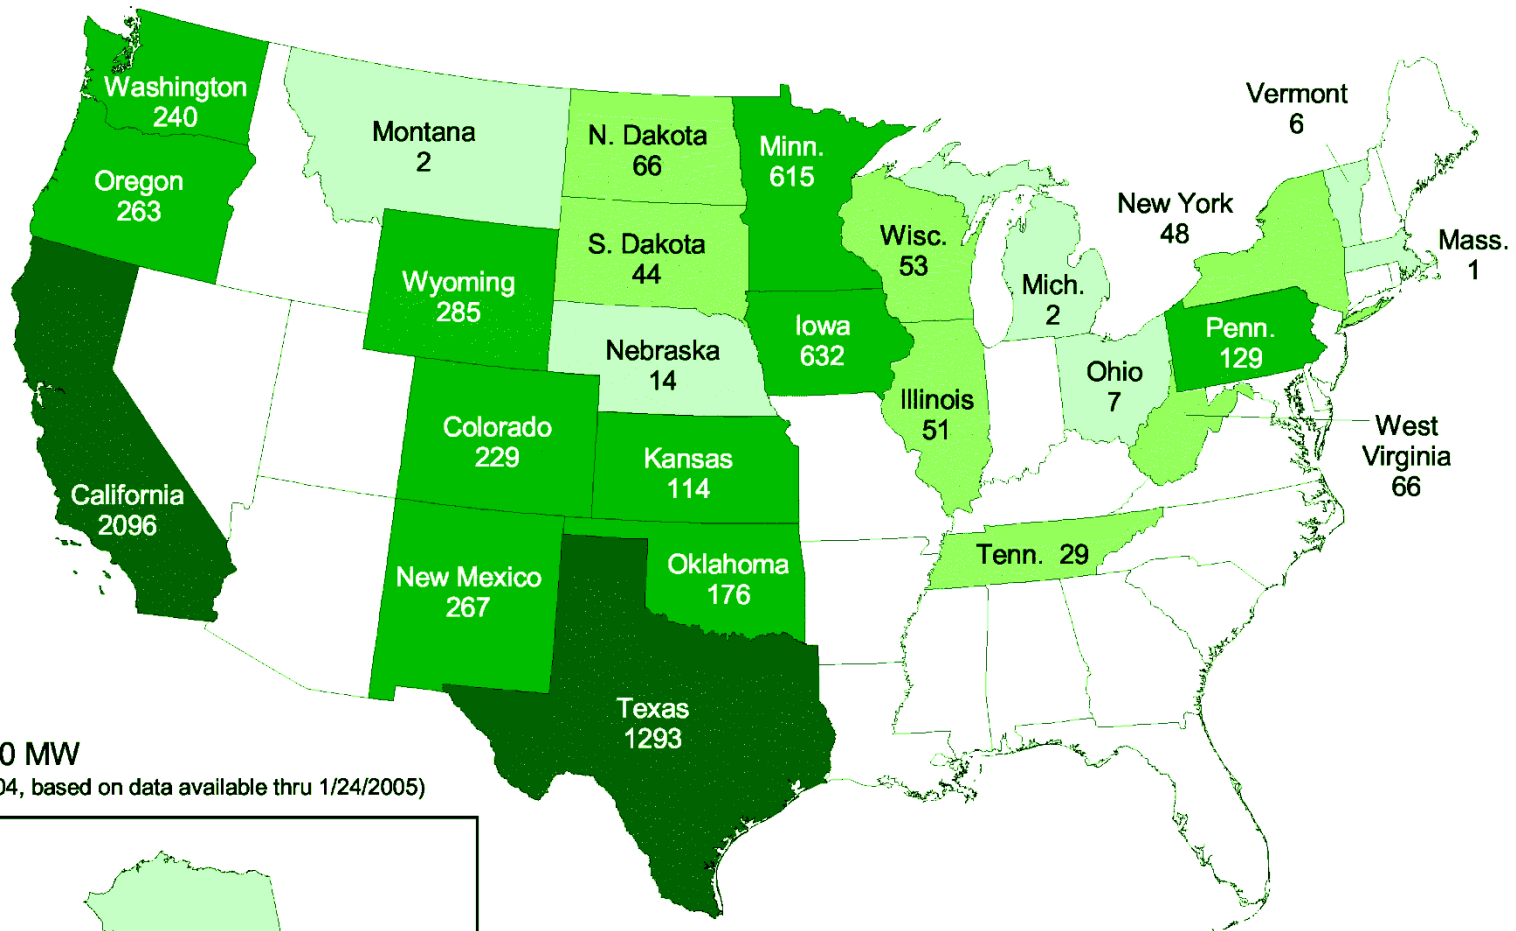 Washington
240
Oregon
263
California
2096
Montana
2
Wyoming
285
Colorado
229
New Mexico
267
N. Dakota
66
S. Dakota
44
Nebraska
14
Kansas
114
Oklahoma
176
Texas
1293
Minn.
615
Iowa
632
Wisc.
53
Illinois
51
Mich.
2
Ohio
7
Tenn. 29
Vermont
6
New York
48
Mass.
1
Penn.
129
West
Virginia
66
0 MW
04, based on data available thru 1/24/2005)